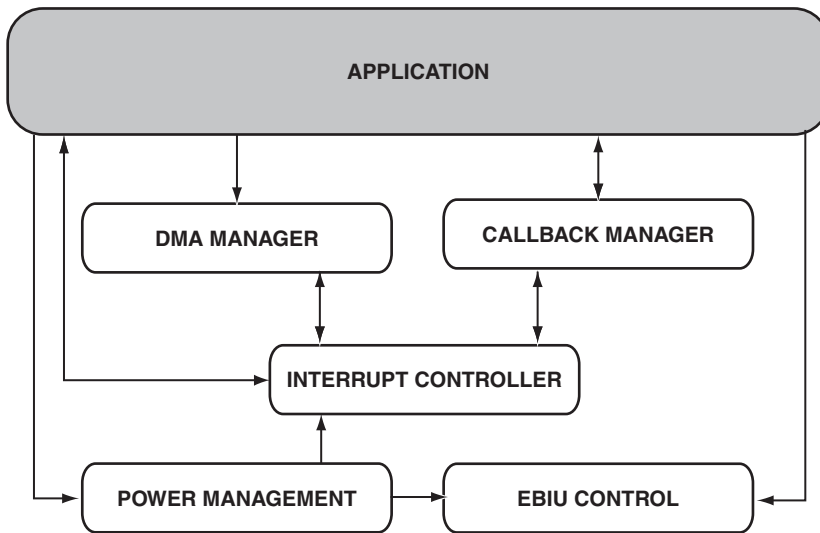 APPLICATION
DMA MANAGER
CALLBACK MANAGER
INTERRUPT CONTROLLER
POWER MANAGEMENT
EBIU CONTROL